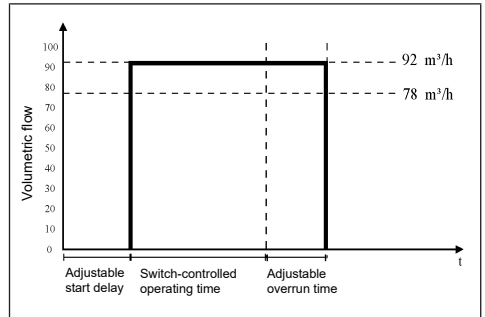 100
92 m³/h
90
80
78 m³/h
70
60
50
40
30
20
10
0
Volumetric flow
t
Adjustable
start delay
Switch-controlled
operating time
Adjustable
overrun time